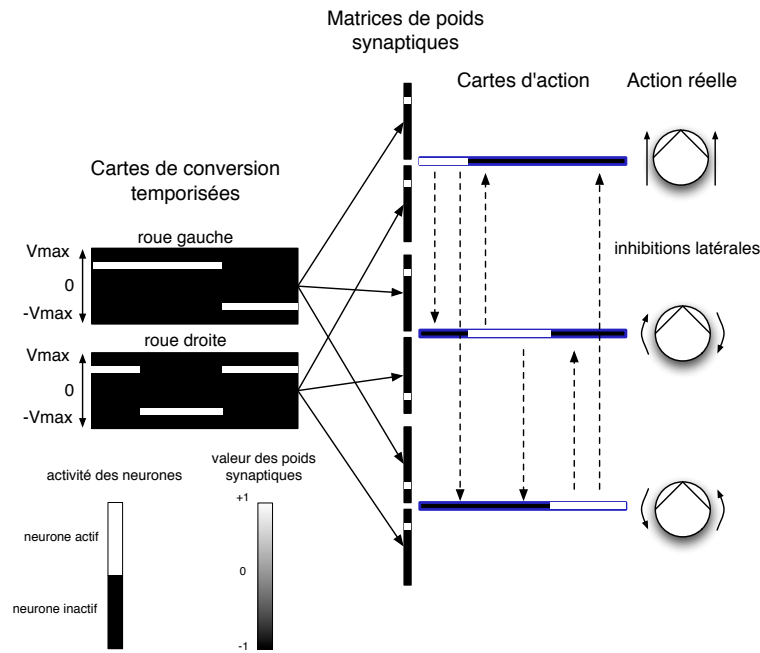 Matrices de poids
synaptiques
Cartes d'action
Action réelle
Cartes de conversion
temporisées
roue gauche
Vmax
0
-Vmax
inhibitions latérales
roue droite
Vmax
0
-Vmax
activité des neurones
valeur des poids
synaptiques
+1
neurone actif
0
neurone inactif
-1